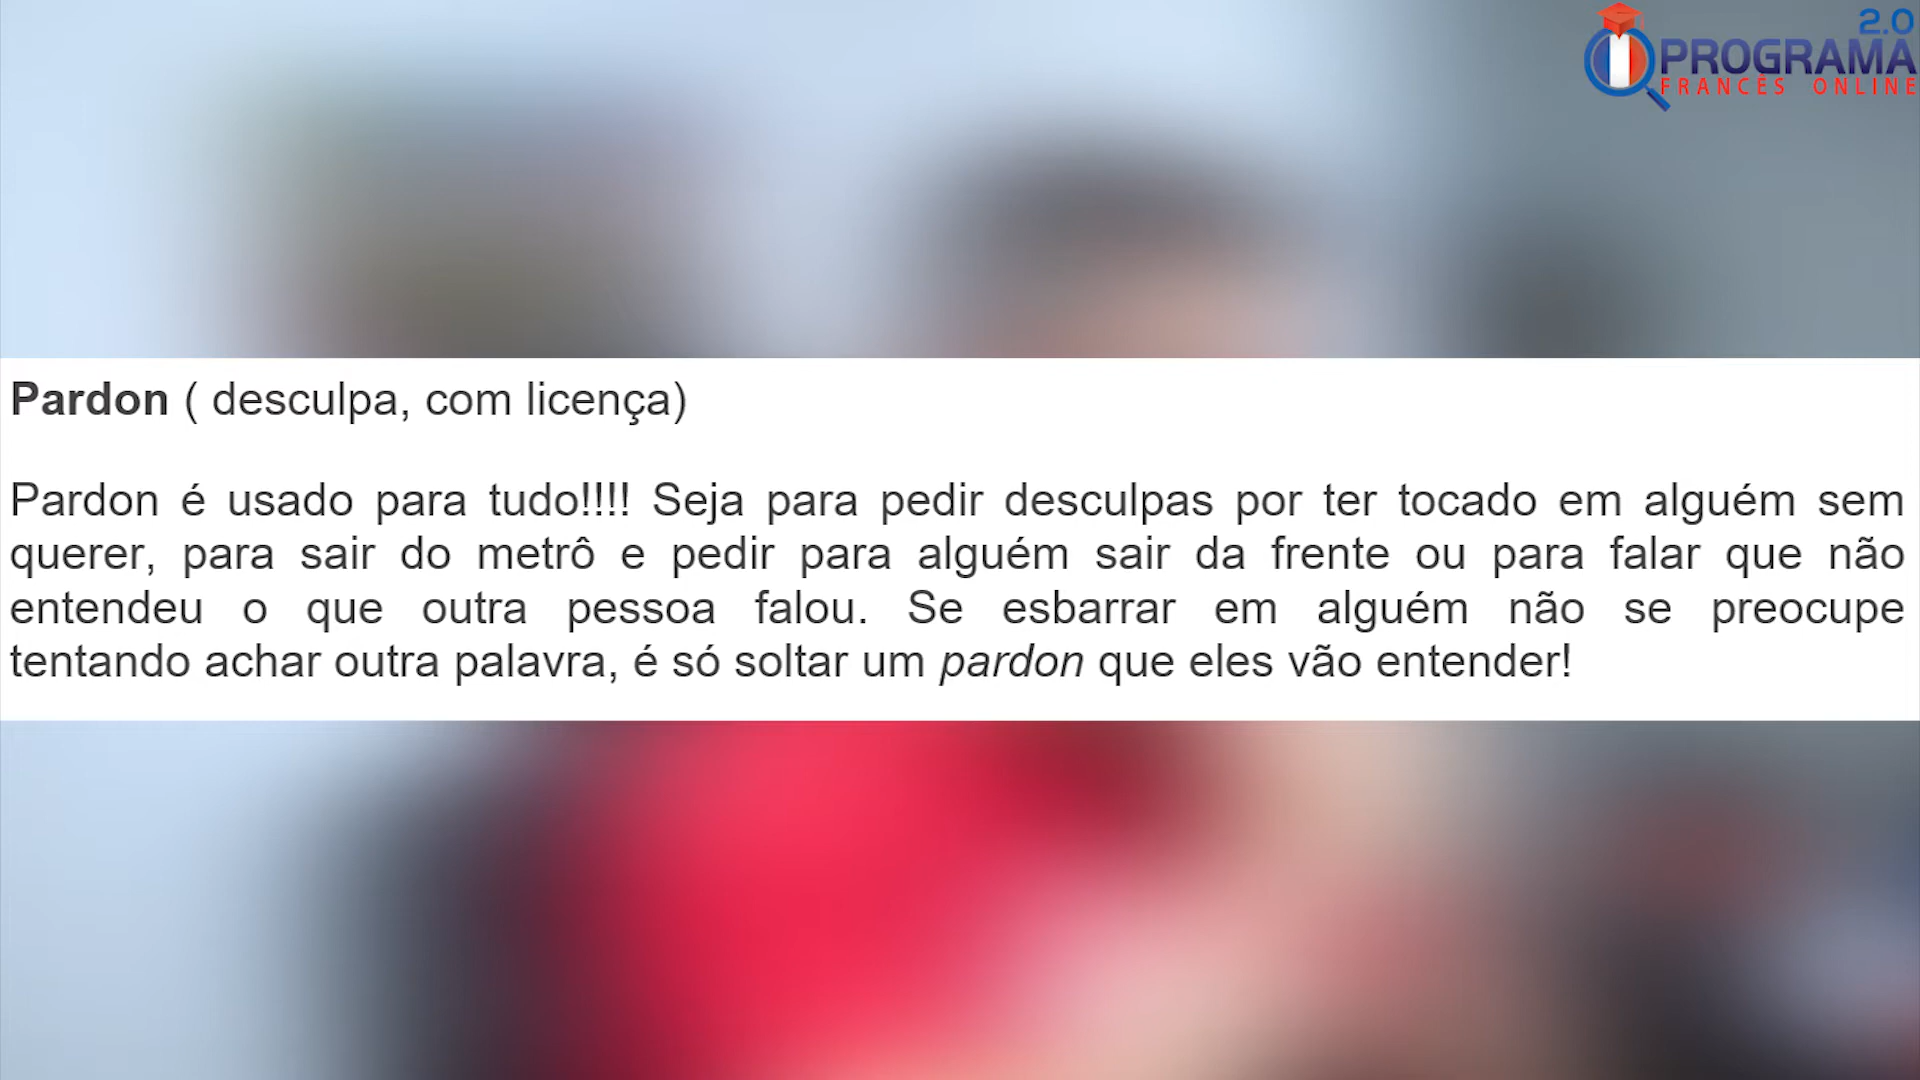 2.0
PROGRAMA
FRANCÊS ONLINE
Pardon ( desculpa, com licença)
Pardon é usado para tudo!!!! Seja para pedir desculpas por ter tocado em alguém sem
querer, para sair do metrô e pedir para alguém sair da frente ou para falar que não
entendeu o que outra pessoa falou. Se esbarrar em alguém não se preocupe
tentando achar outra palavra, é só soltar um pardon que eles vão entender!